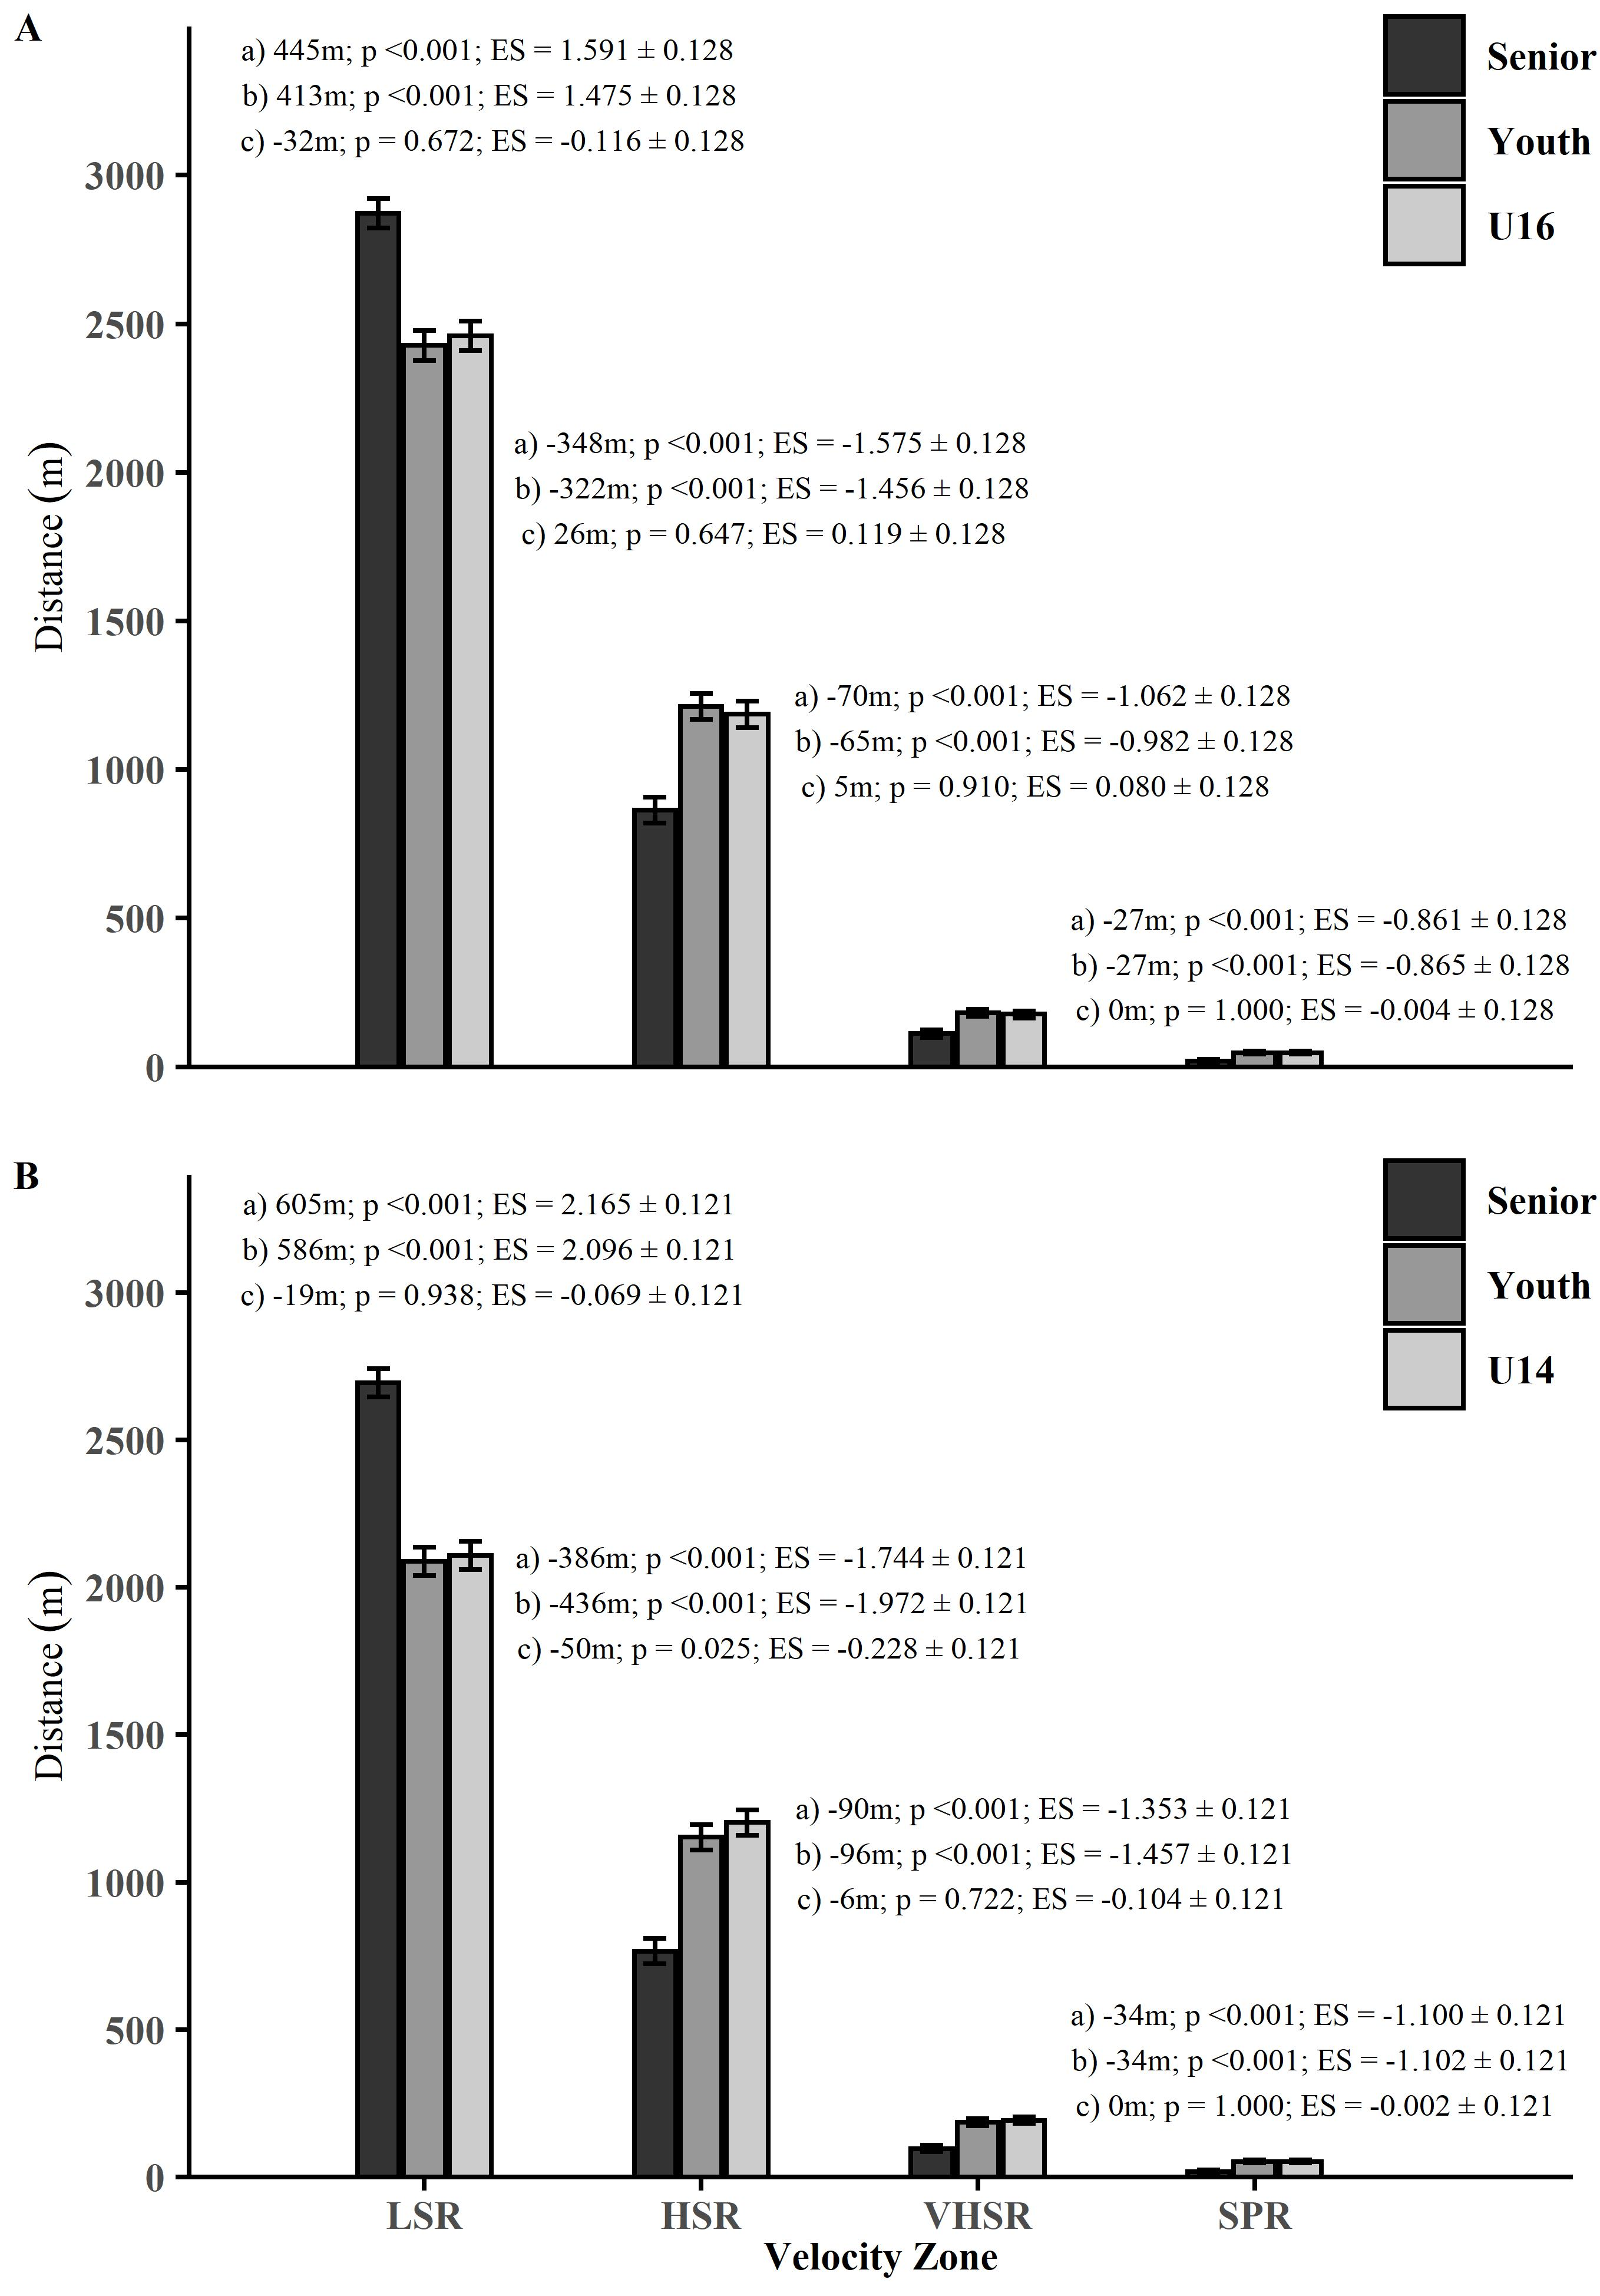 A
a) 445m; p <0.001; ES = 1.591 ± 0.128
b) 413m; p <0.001; ES = 1.475 ± 0.128
c) -32m; p = 0.672; ES = -0.116 ± 0.128
Senior
Youth
U16
3000
2500
2000
1500
1000
500
0
Distance (m)
a) -348m; p <0.001; ES = -1.575 ± 0.128
b) -322m; p <0.001; ES = -1.456 ± 0.128
c) 26m; p = 0.647; ES = 0.119 ± 0.128
a) -70m; p <0.001; ES = -1.062 ± 0.128
b) -65m; p <0.001; ES = -0.982 ± 0.128
c) 5m; p = 0.910; ES = 0.080 ± 0.128
a) -27m; p <0.001; ES = -0.861 ± 0.128
b) -27m; p <0.001; ES = -0.865 ± 0.128
c) 0m; p = 1.000; ES = -0.004 ± 0.128
B
a) 605m; p <0.001; ES = 2.165 ± 0.121
b) 586m; p <0.001; ES = 2.096 ± 0.121
c) -19m; p = 0.938; ES = -0.069 ± 0.121
Senior
Youth
U14
3000
2500
2000
1500
1000
500
0
Distance (m)
a) -386m; p <0.001; ES = -1.744 ± 0.121
b) -436m; p <0.001; ES = -1.972 ± 0.121
c) -50m; p = 0.025; ES = -0.228 ± 0.121
a) -90m; p <0.001; ES = -1.353 ± 0.121
b) -96m; p <0.001; ES = -1.457 ± 0.121
c) -6m; p = 0.722; ES = -0.104 ± 0.121
a) -34m; p <0.001; ES = -1.100 ± 0.121
b) -34m; p <0.001; ES = -1.102 ± 0.121
c) 0m; p = 1.000; ES = -0.002 ± 0.121
LSR HSR VHSR SPR
Velocity Zone